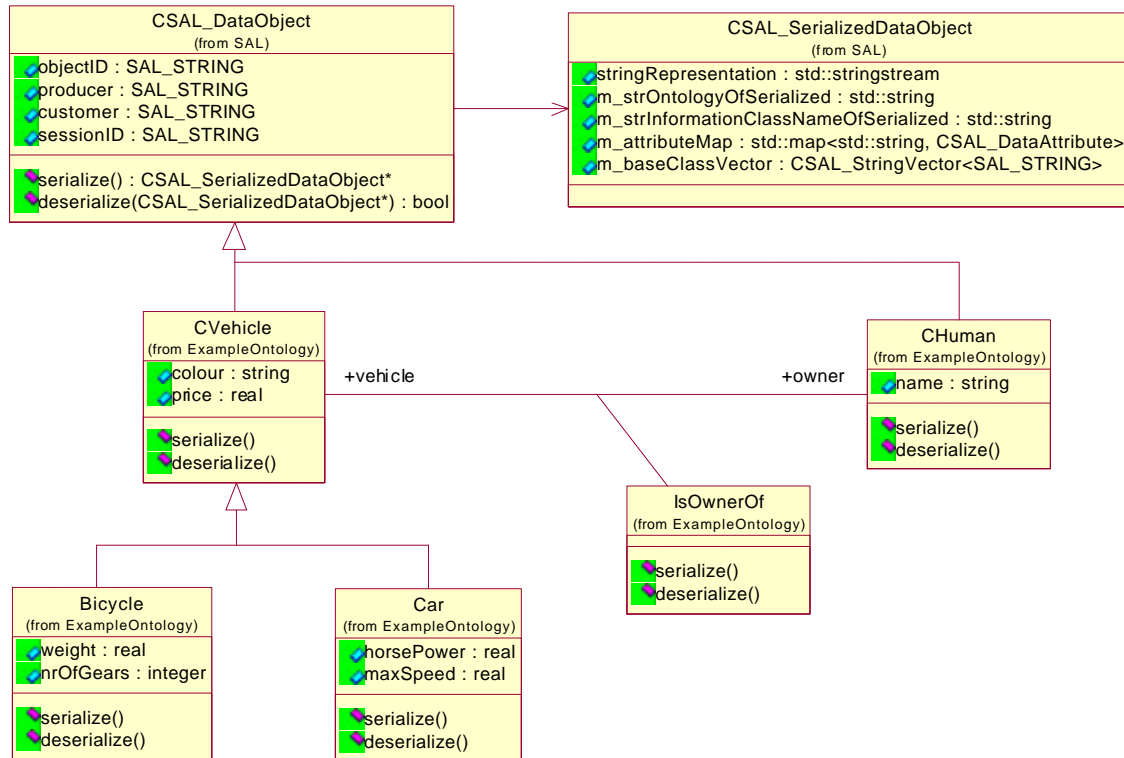 CSAL_DataObject
(from SAL)
objectID : SAL_STRING
producer : SAL_STRING
customer : SAL_STRING
sessionID : SAL_STRING
serialize() : CSAL_SerializedDataObject*
deserialize(CSAL_SerializedDataObject*) : bool
CSAL_SerializedDataObject
(from SAL)
stringRepresentation : std::stringstream
m_strOntologyOfSerialized : std::string
m_strInformationClassNameOfSerialized : std::string
m_attributeMap : std::map<std::string, CSAL_DataAttribute>
m_baseClassVector : CSAL_StringVector<SAL_STRING>
CVehicle
(from ExampleOntology)
colour : string
price : real
serialize()
deserialize()
+vehicle
+owner
CHuman
(from ExampleOntology)
name : string
serialize()
deserialize()
IsOwnerOf
(from ExampleOntology)
serialize()
deserialize()
Bicycle
(from ExampleOntology)
weight : real
nrOfGears : integer
serialize()
deserialize()
Car
(from ExampleOntology)
horsePower : real
maxSpeed : real
serialize()
deserialize()